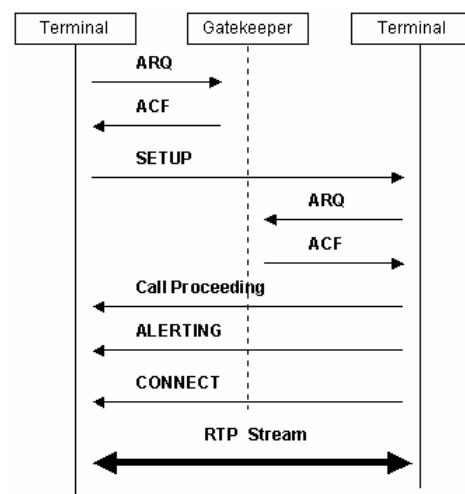 Terminal Gatekeeper Terminal
ARQ
ACF
SETUP
ARQ
ACF
Call Proceeding
ALERTING
CONNECT
RTP Stream